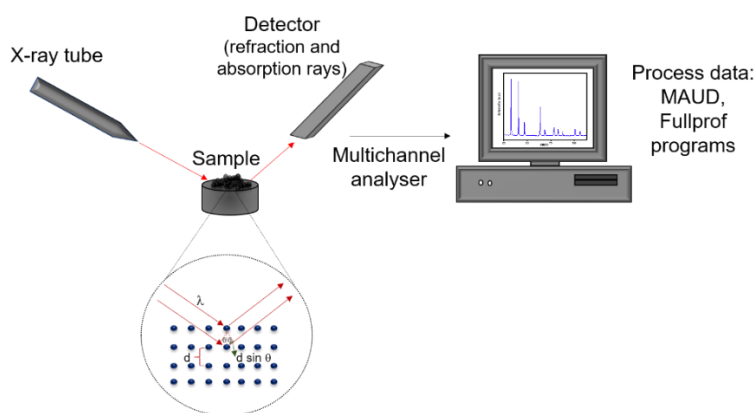 X-ray tube
Detector
(refraction and
absorption rays)
Sample
Multichannel
analyser
Process data:
MAUD,
Fullprof
programs
λ
θ θ
d
d sin θ